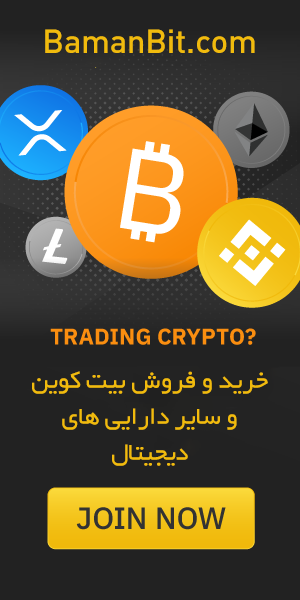 BamanBit.com
TRADING CRYPTO?
خرید و فروش بیت کوین
و سایر دارایی های
دیجیتال
JOIN NOW